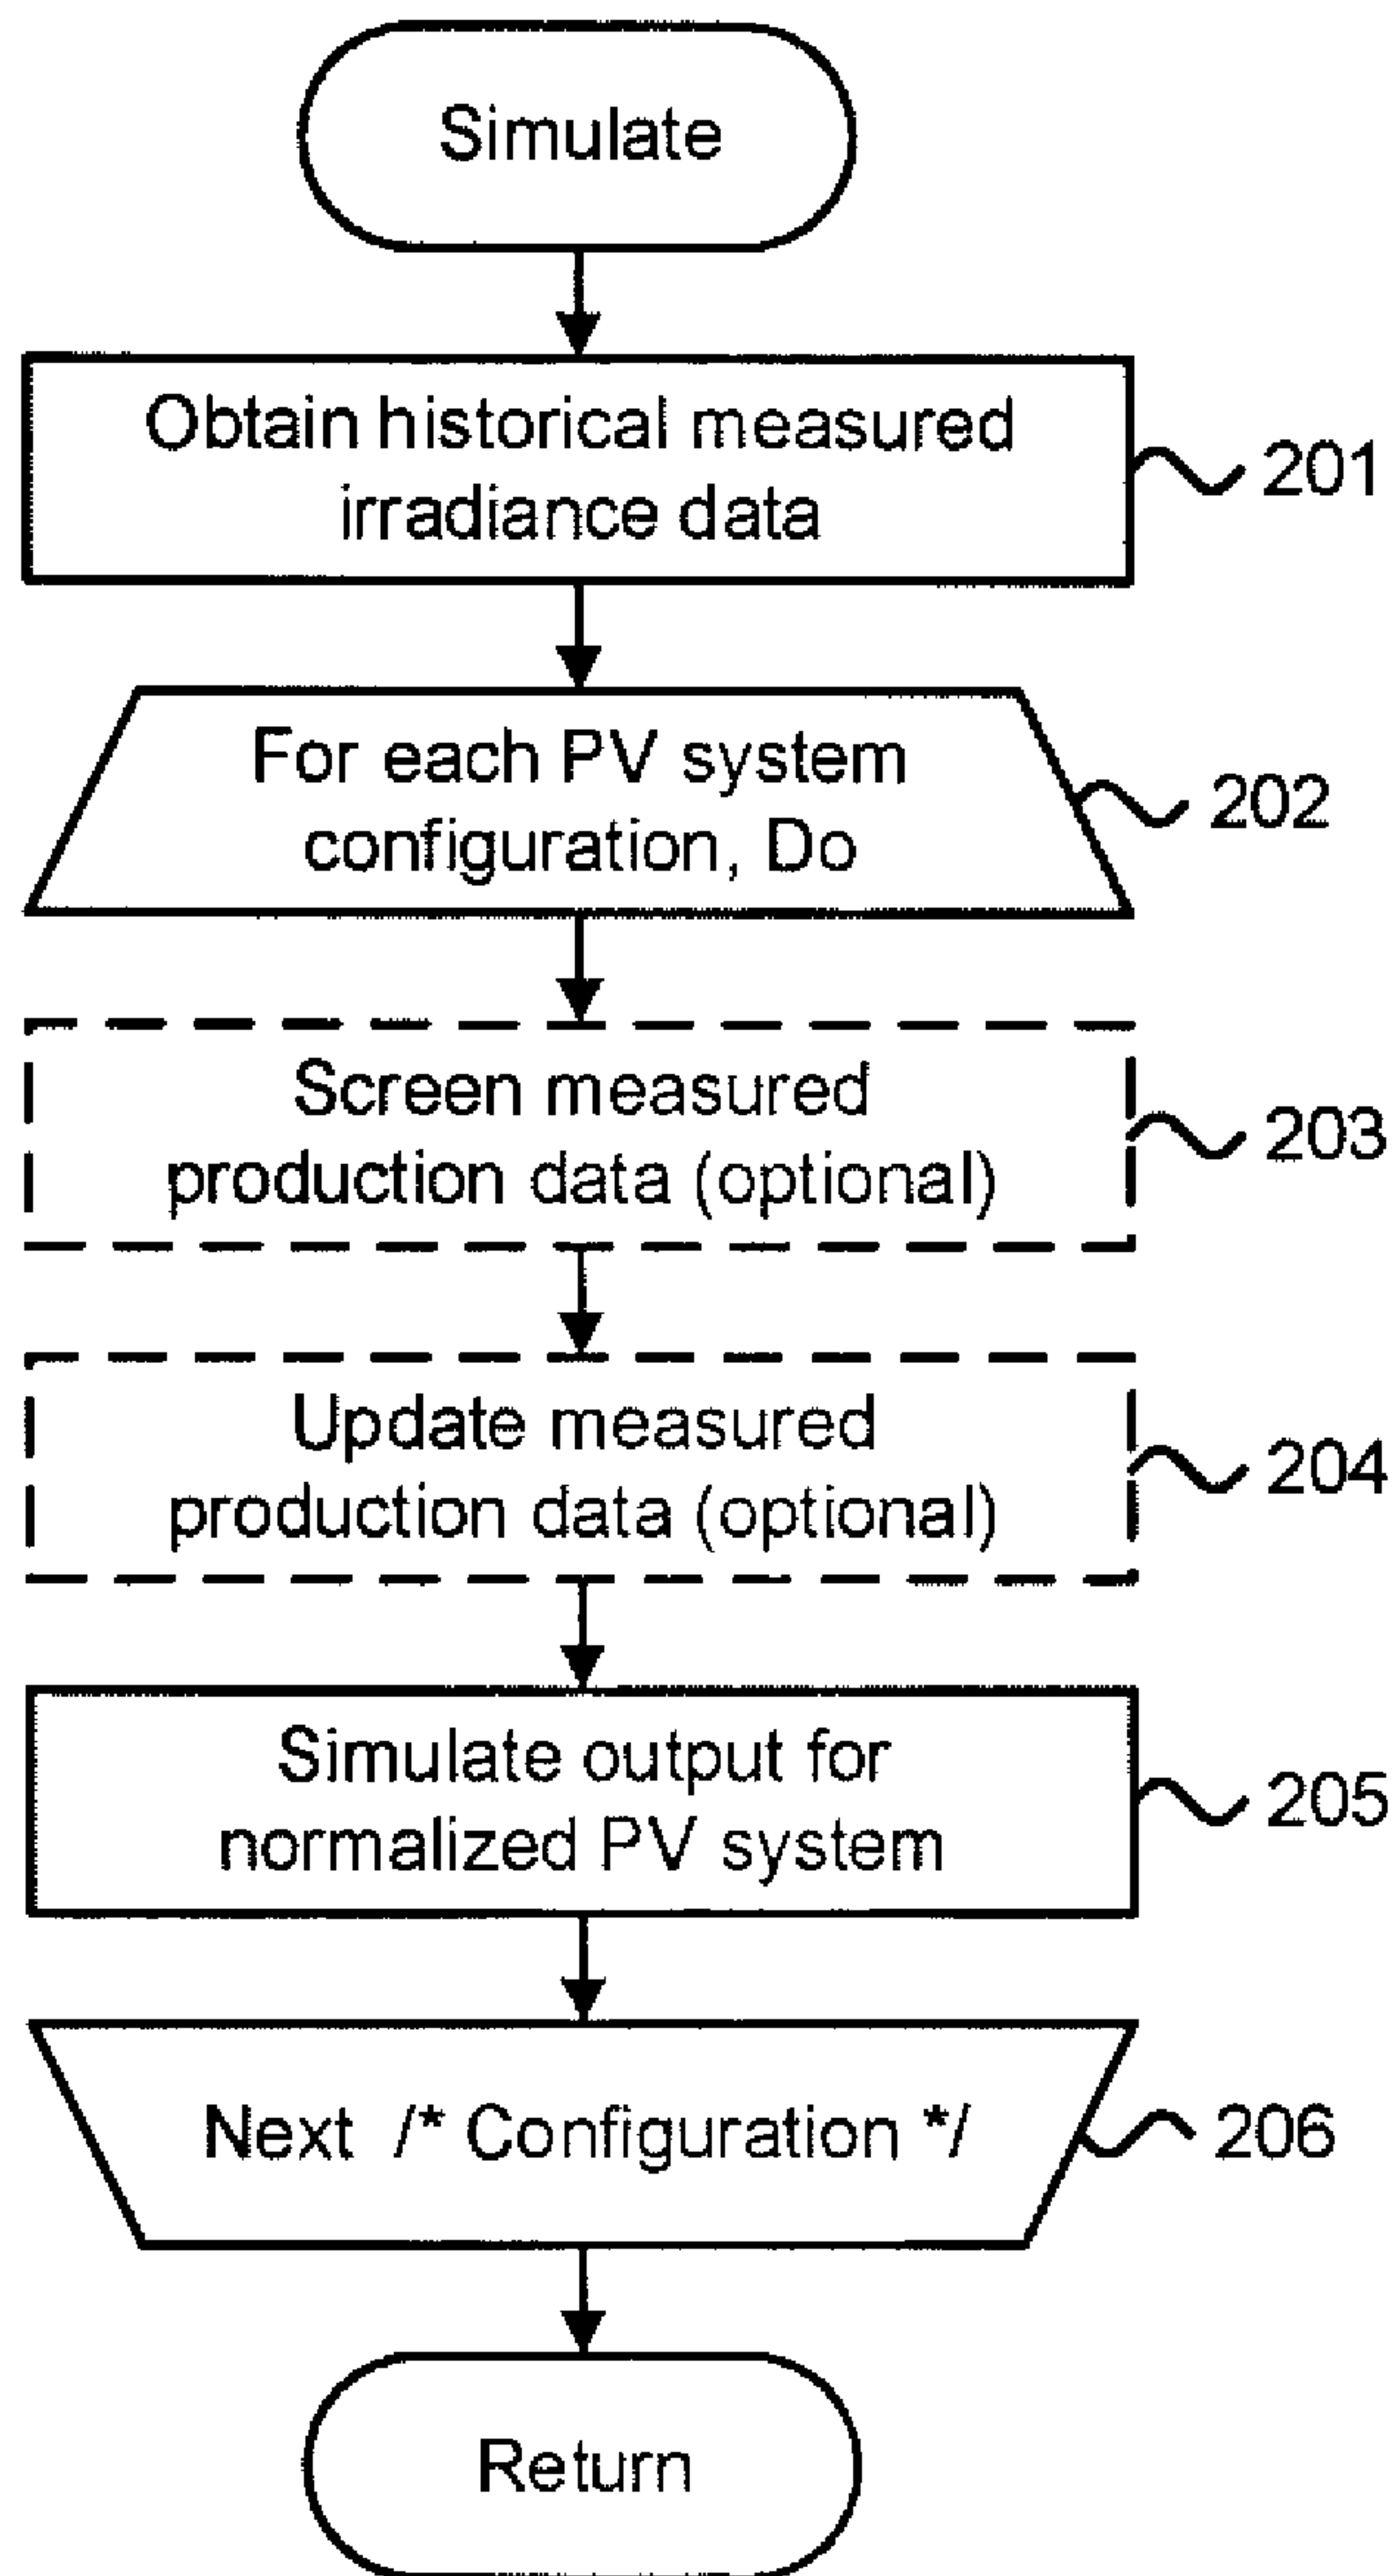 Simulate
Obtain historical measured
irradiance data
201
For each PV system
configuration, Do
202
Screen measured
production data (optional)
203
Update measured
production data (optional)
204
Simulate output for
normalized PV system
205
Next /* Configuration */
206
Return